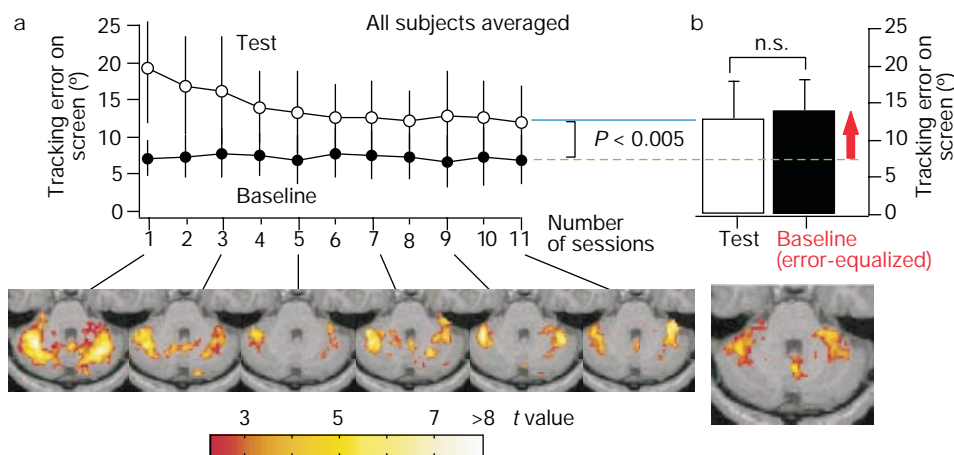 a
All subjects averaged
b
Tracking error on
screen (º)
25
20
15
10
5
0
Test
Baseline
P < 0.005
1 2 3 4 5 6 7 8 9 10 11
Number
of sessions
n.s.
25
20
15
10
5
0
Tracking error on
screen (º)
Test
Baseline
(error-equalized)
3 5 7 >8 t value